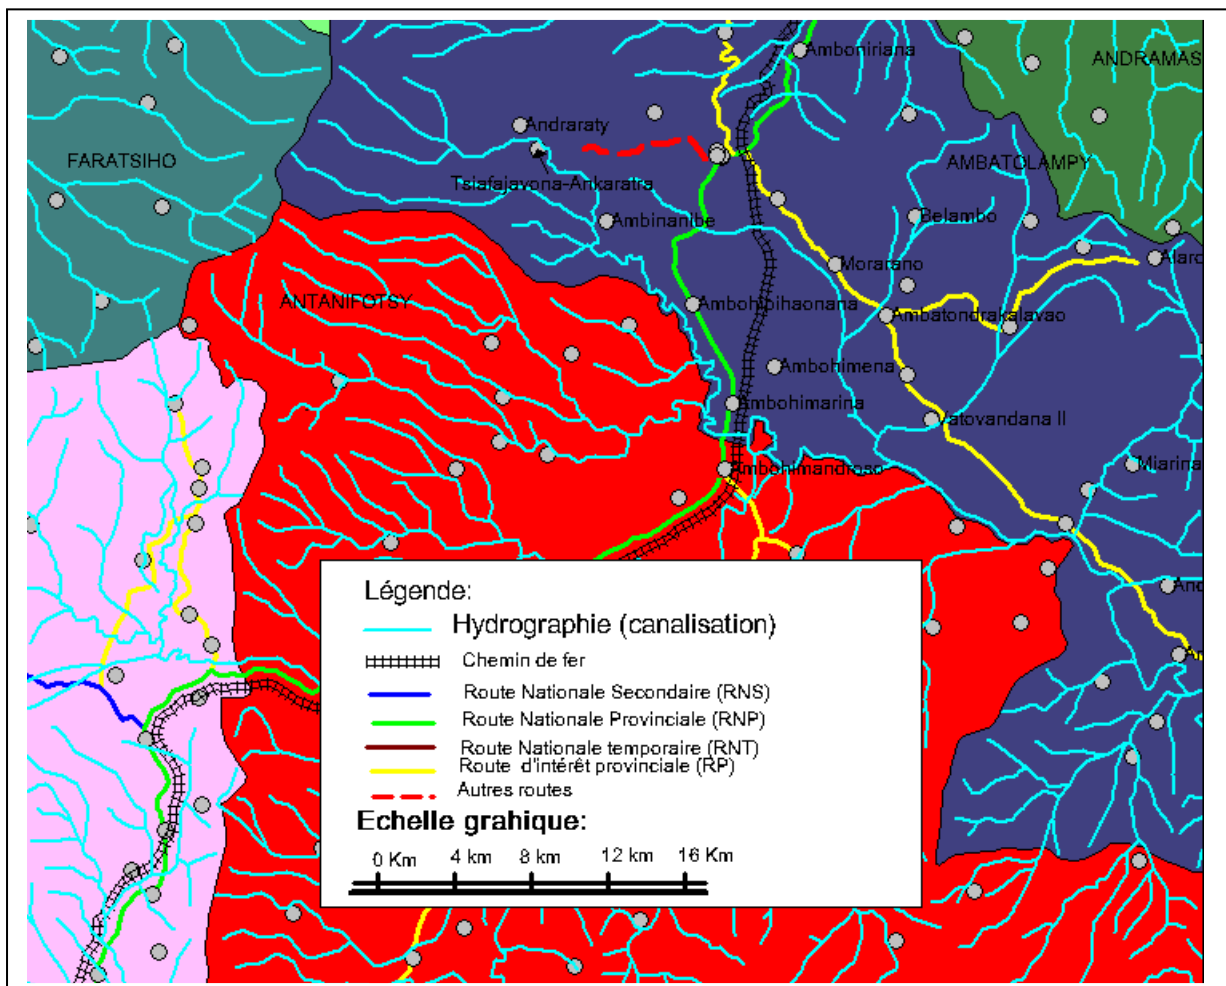 Amboniriana
ANDRAMAS
Andraraty
FARATSIHO
AMBATOLAMPY
Tsiafajavona-Ankaratra
Ambinanibe
Belambo
Morarano
Alaro
ANTANIFOTSY
Ambohipihaonana
Ambatondrakalavao
Ambohimena
Ambohimarina
Vatovandana II
Ambohimandroso
Miarina
And
Légende:
Hydrographie (canalisation)
Chemin de fer
Route Nationale Secondaire (RNS)
Route Nationale Provinciale (RNP)
Route Nationale temporaire (RNT)
Route d'intérêt provinciale (RP)
Autres routes
Echelle grahique:
0 Km 4 km 8 km 12 km 16 Km